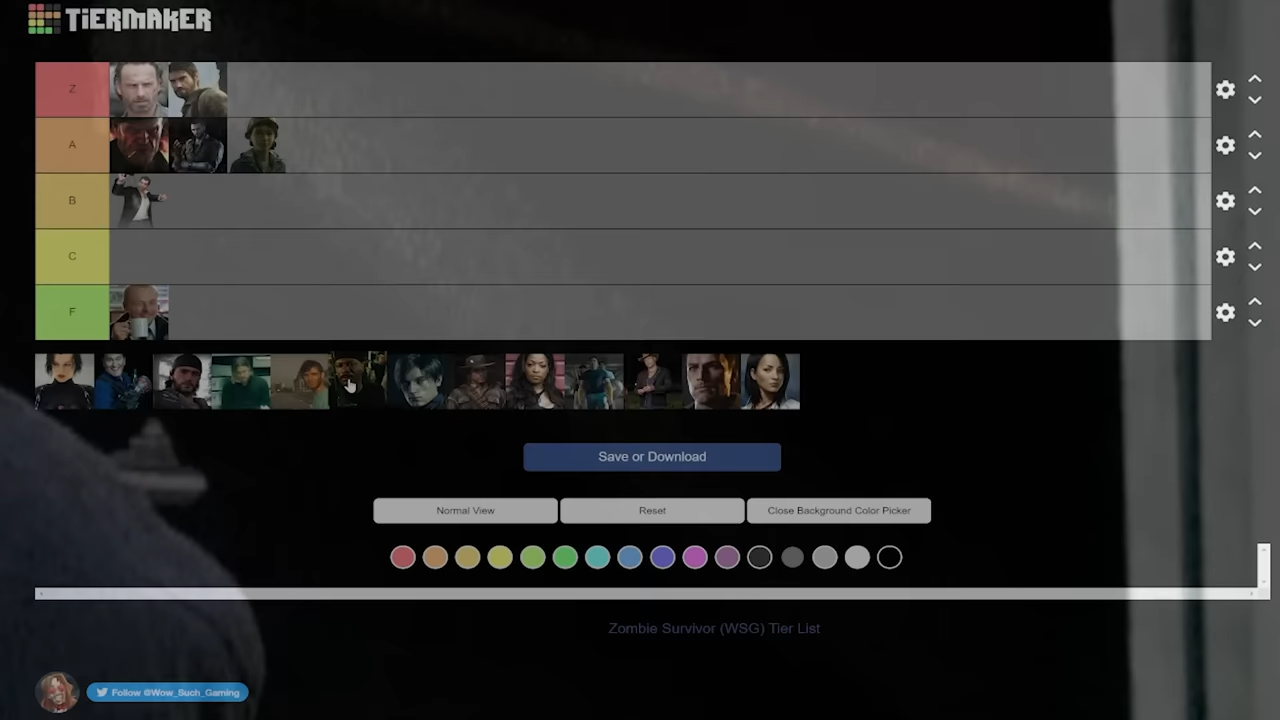 TiERMAKER
Z
A
B
C
F
Save or Download
Normal View
Reset
Close Background Color Picker
Zombie Survivor (WSG) Tier List
Follow @Wow_Such_Gaming